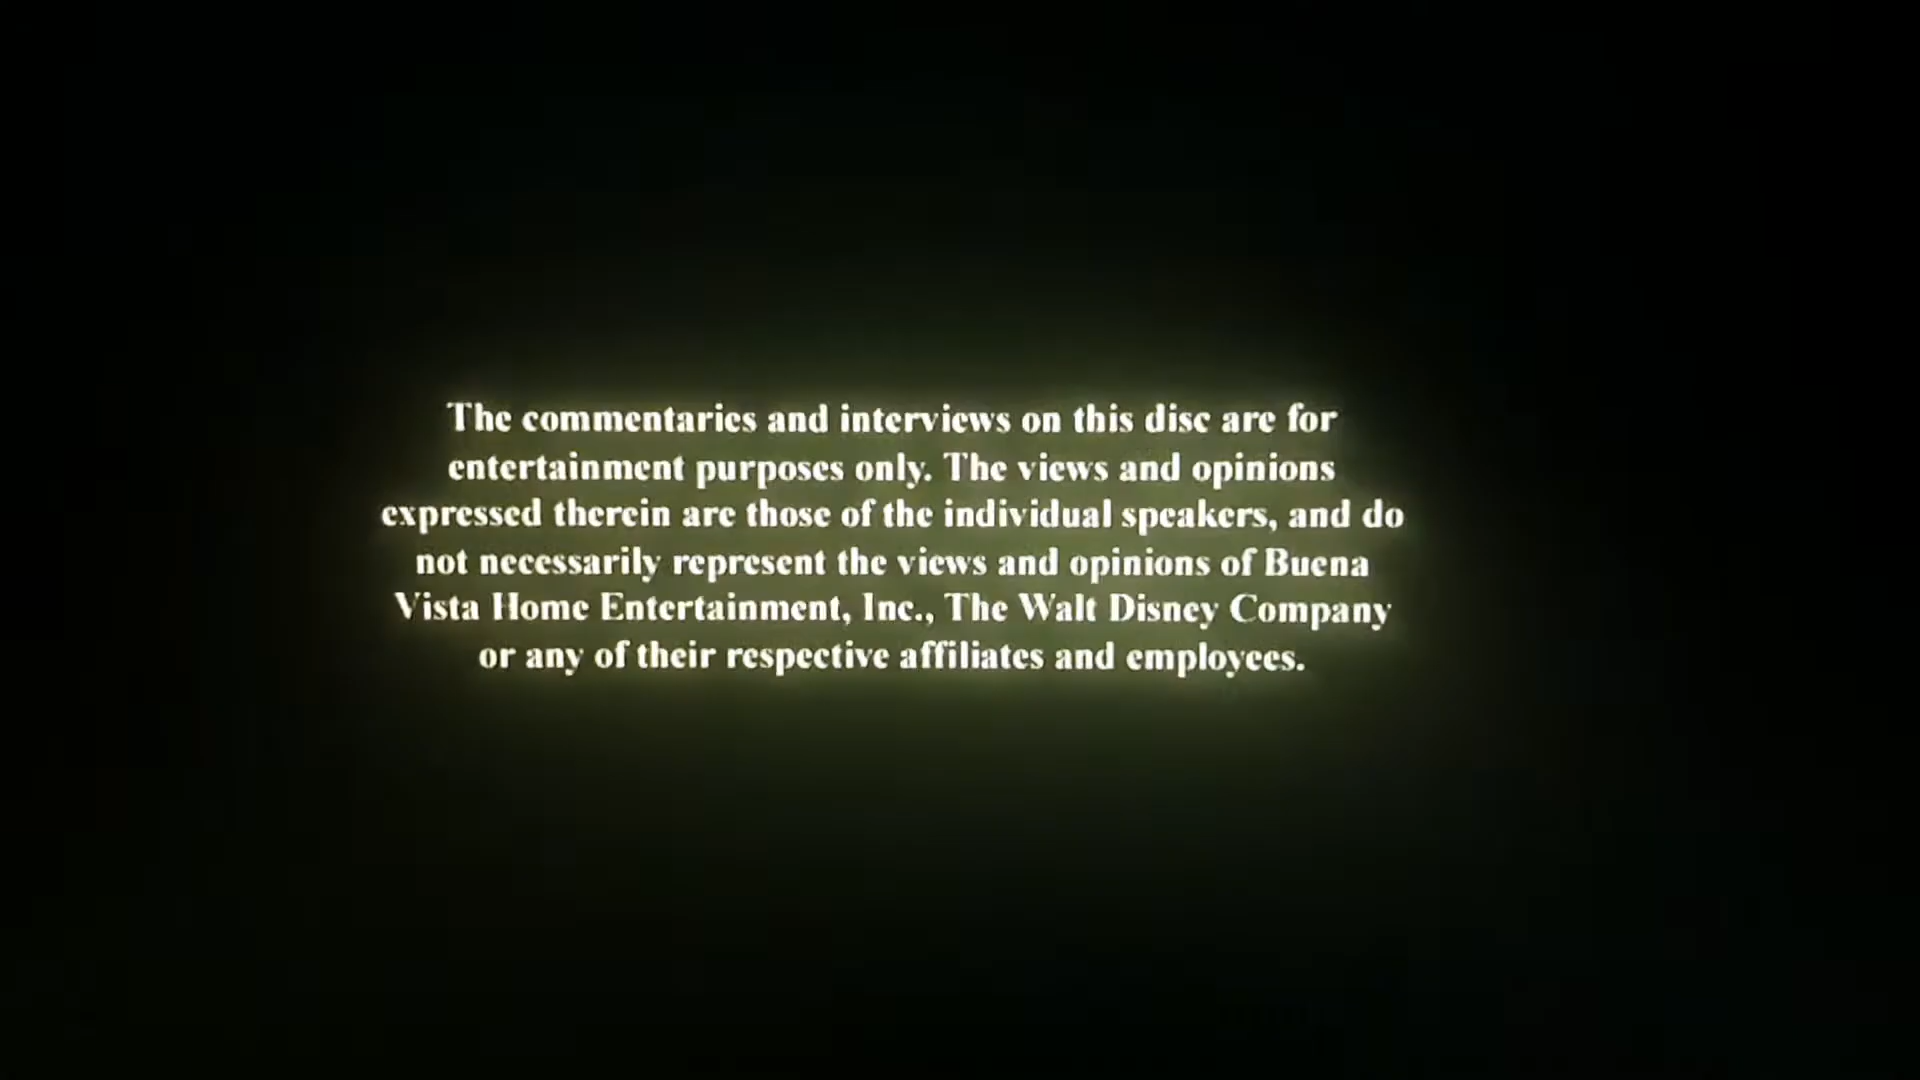 The commentaries and interviews on this disc are for
entertainment purposes only. The views and opinions
expressed therein are those of the individual speakers, and do
not necessarily represent the views and opinions of Buena
Vista Home Entertainment, Inc., The Walt Disney Company
or any of their respective affiliates and employees.